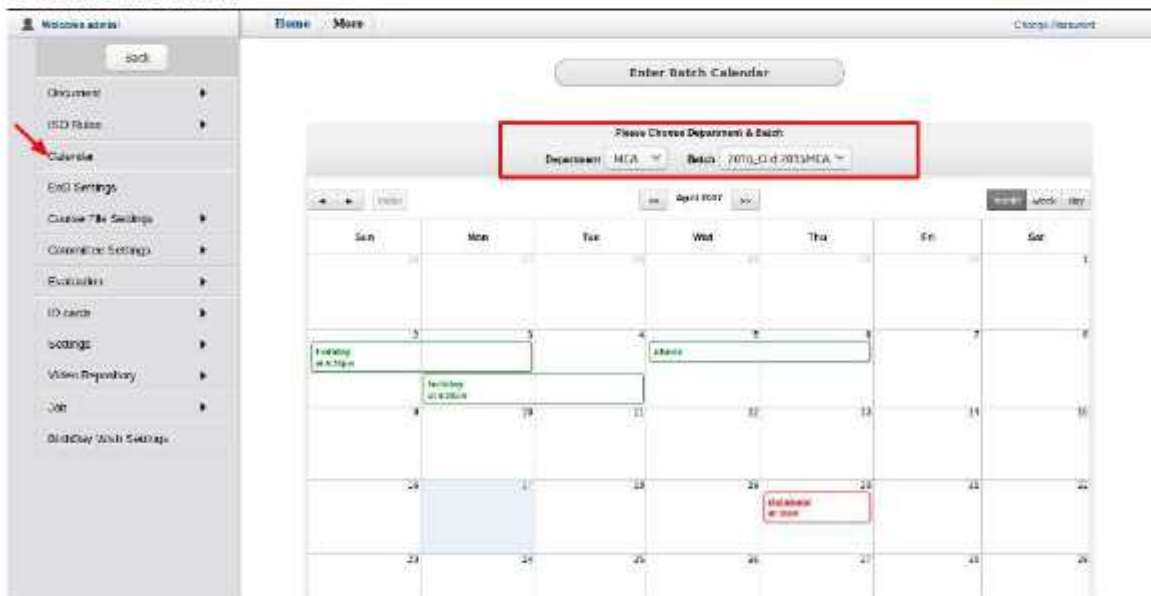 Welcome admin
Home More
Change Password
Back
Enter Batch Calendar
Document
ISO Rules
Calendar
Please Choose Department & Batch
Department MCA Batch
Settings
Course File Settings
Committee Settings
Evaluation
ID cards
Settings
Video Repository
Job
BirthDay Wish Settings
April
month week day
Sun Mon Tue Wed Thu Fri Sat
1
2 3 4 5 6 7 8
holiday
holiday
9 10 11 12 13 14 15
16 17 18 19 20 21 22
23 24 25 26 27 28 29